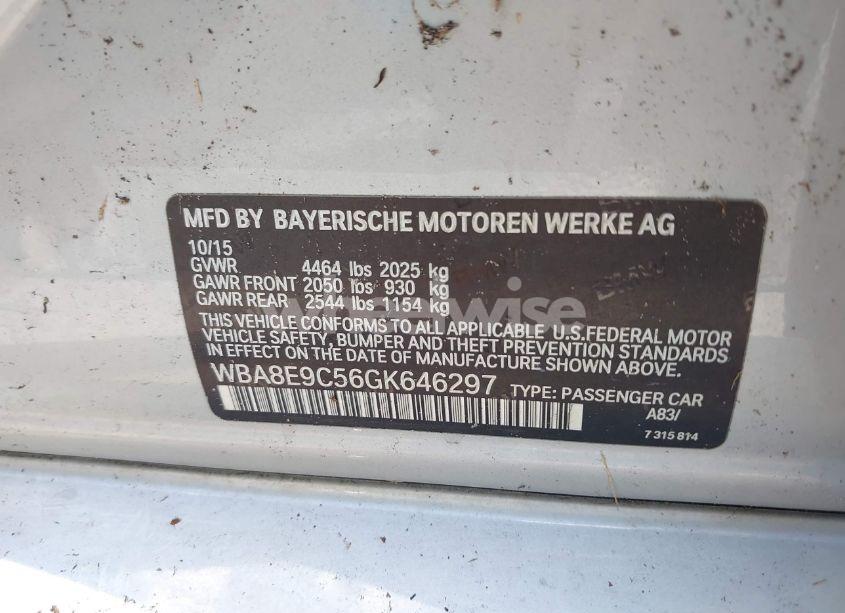 MFD BY BAYERISCHE MOTOREN WERKE AG
10/15
GVWR 4464 lbs 2025 kg
GAWR FRONT 2050 lbs 930 kg
GAWR REAR 2544 lbs 1154 kg
THIS VEHICLE CONFORMS TO ALL APPLICABLE U.S.FEDERAL MOTOR
VEHICLE SAFETY, BUMPER AND THEFT PREVENTION STANDARDS
IN EFFECT ON THE DATE OF MANUFACTURE SHOWN ABOVE.
WBA8E9C56GK646297 TYPE: PASSENGER CAR
A83/
7 315 814